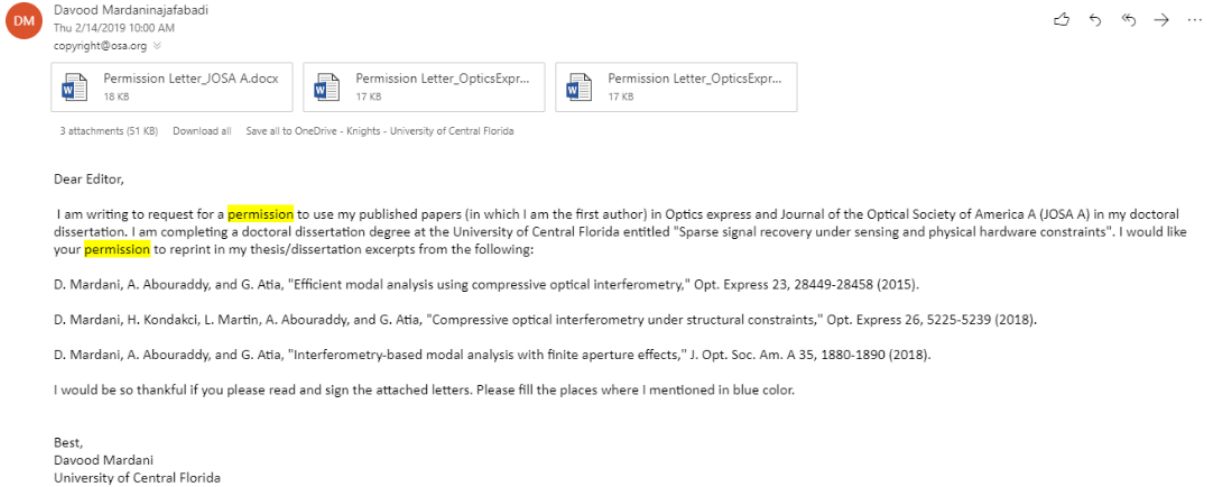 DM
Davood Mardaninajafabadi
Thu 2/14/2019 10:00 AM
copyright@osa.org
Permission Letter_JOSA A.docx
18 KB
Permission Letter_OpticsExpr...
17 KB
Permission Letter_OpticsExpr...
17 KB
3 attachments (51 KB) Download all Save all to OneDrive - Knights - University of Central Florida
Dear Editor,
I am writing to request for a permission to use my published papers (in which I am the first author) in Optics express and Journal of the Optical Society of America A (JOSA A) in my doctoral
dissertation. I am completing a doctoral dissertation degree at the University of Central Florida entitled "Sparse signal recovery under sensing and physical hardware constraints". I would like
your permission to reprint in my thesis/dissertation excerpts from the following:
D. Mardani, A. Abouraddy, and G. Atia, "Efficient modal analysis using compressive optical interferometry," Opt. Express 23, 28449-28458 (2015).
D. Mardani, H. Kondakci, L. Martin, A. Abouraddy, and G. Atia, "Compressive optical interferometry under structural constraints," Opt. Express 26, 5225-5239 (2018).
D. Mardani, A. Abouraddy, and G. Atia, "Interferometry-based modal analysis with finite aperture effects," J. Opt. Soc. Am. A 35, 1880-1890 (2018).
I would be so thankful if you please read and sign the attached letters. Please fill the places where I mentioned in blue color.
Best,
Davood Mardani
University of Central Florida